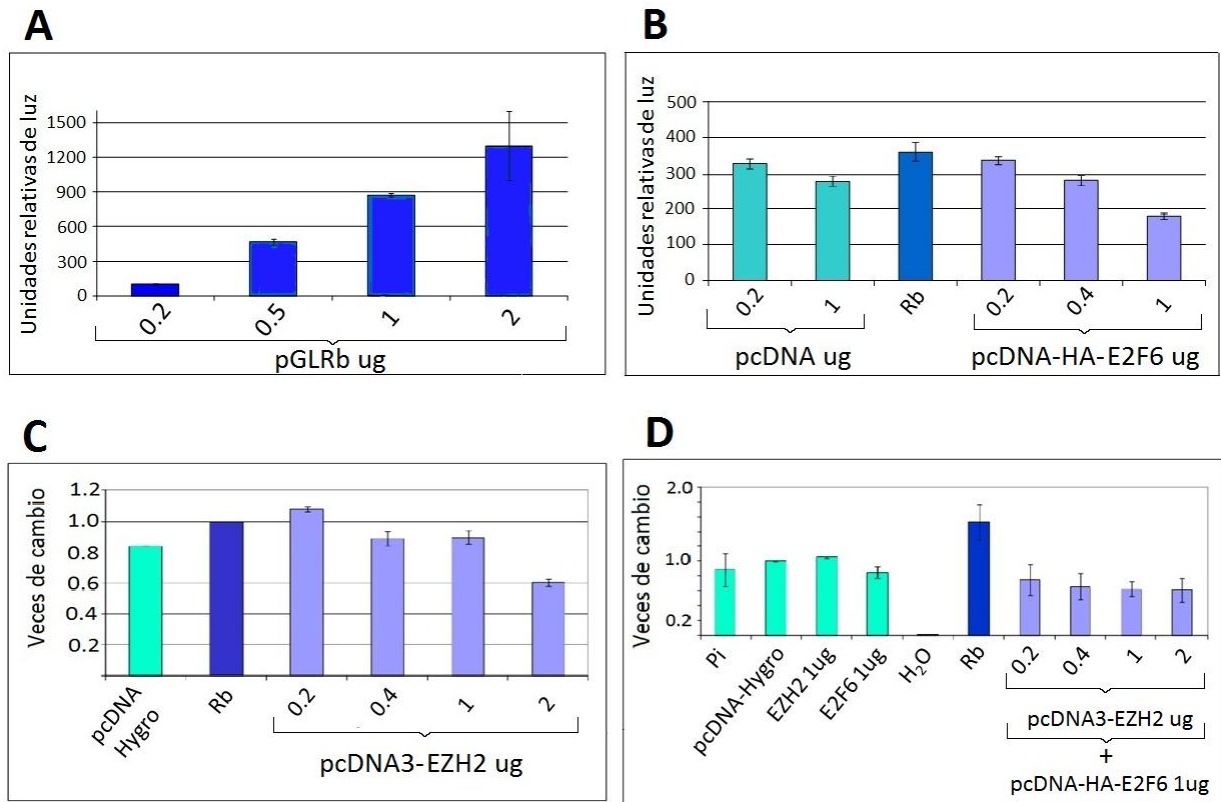 A
Unidades relativas de luz
1500
1200
900
600
300
0
0.2
0.5
1
2
pGLRb ug
B
Unidades relativas de luz
500
400
300
200
100
0
0.2
1
Rb
0.2
0.4
1
pcDNA ug
pcDNA-HA-E2F6 ug
C
Veces de cambio
1.2
1.0
0.8
0.6
0.4
0.2
pcDNA
Hygro
Rb
0.2
0.4
1
2
pcDNA3-EZH2 ug
D
Veces de cambio
2.0
1.0
0.2
Pi
pcDNA-Hygro
EZH2 1ug
E2F6 1ug
H₂O
Rb
0.2
0.4
1
2
pcDNA3-EZH2 ug
+
pcDNA-HA-E2F6 1ug